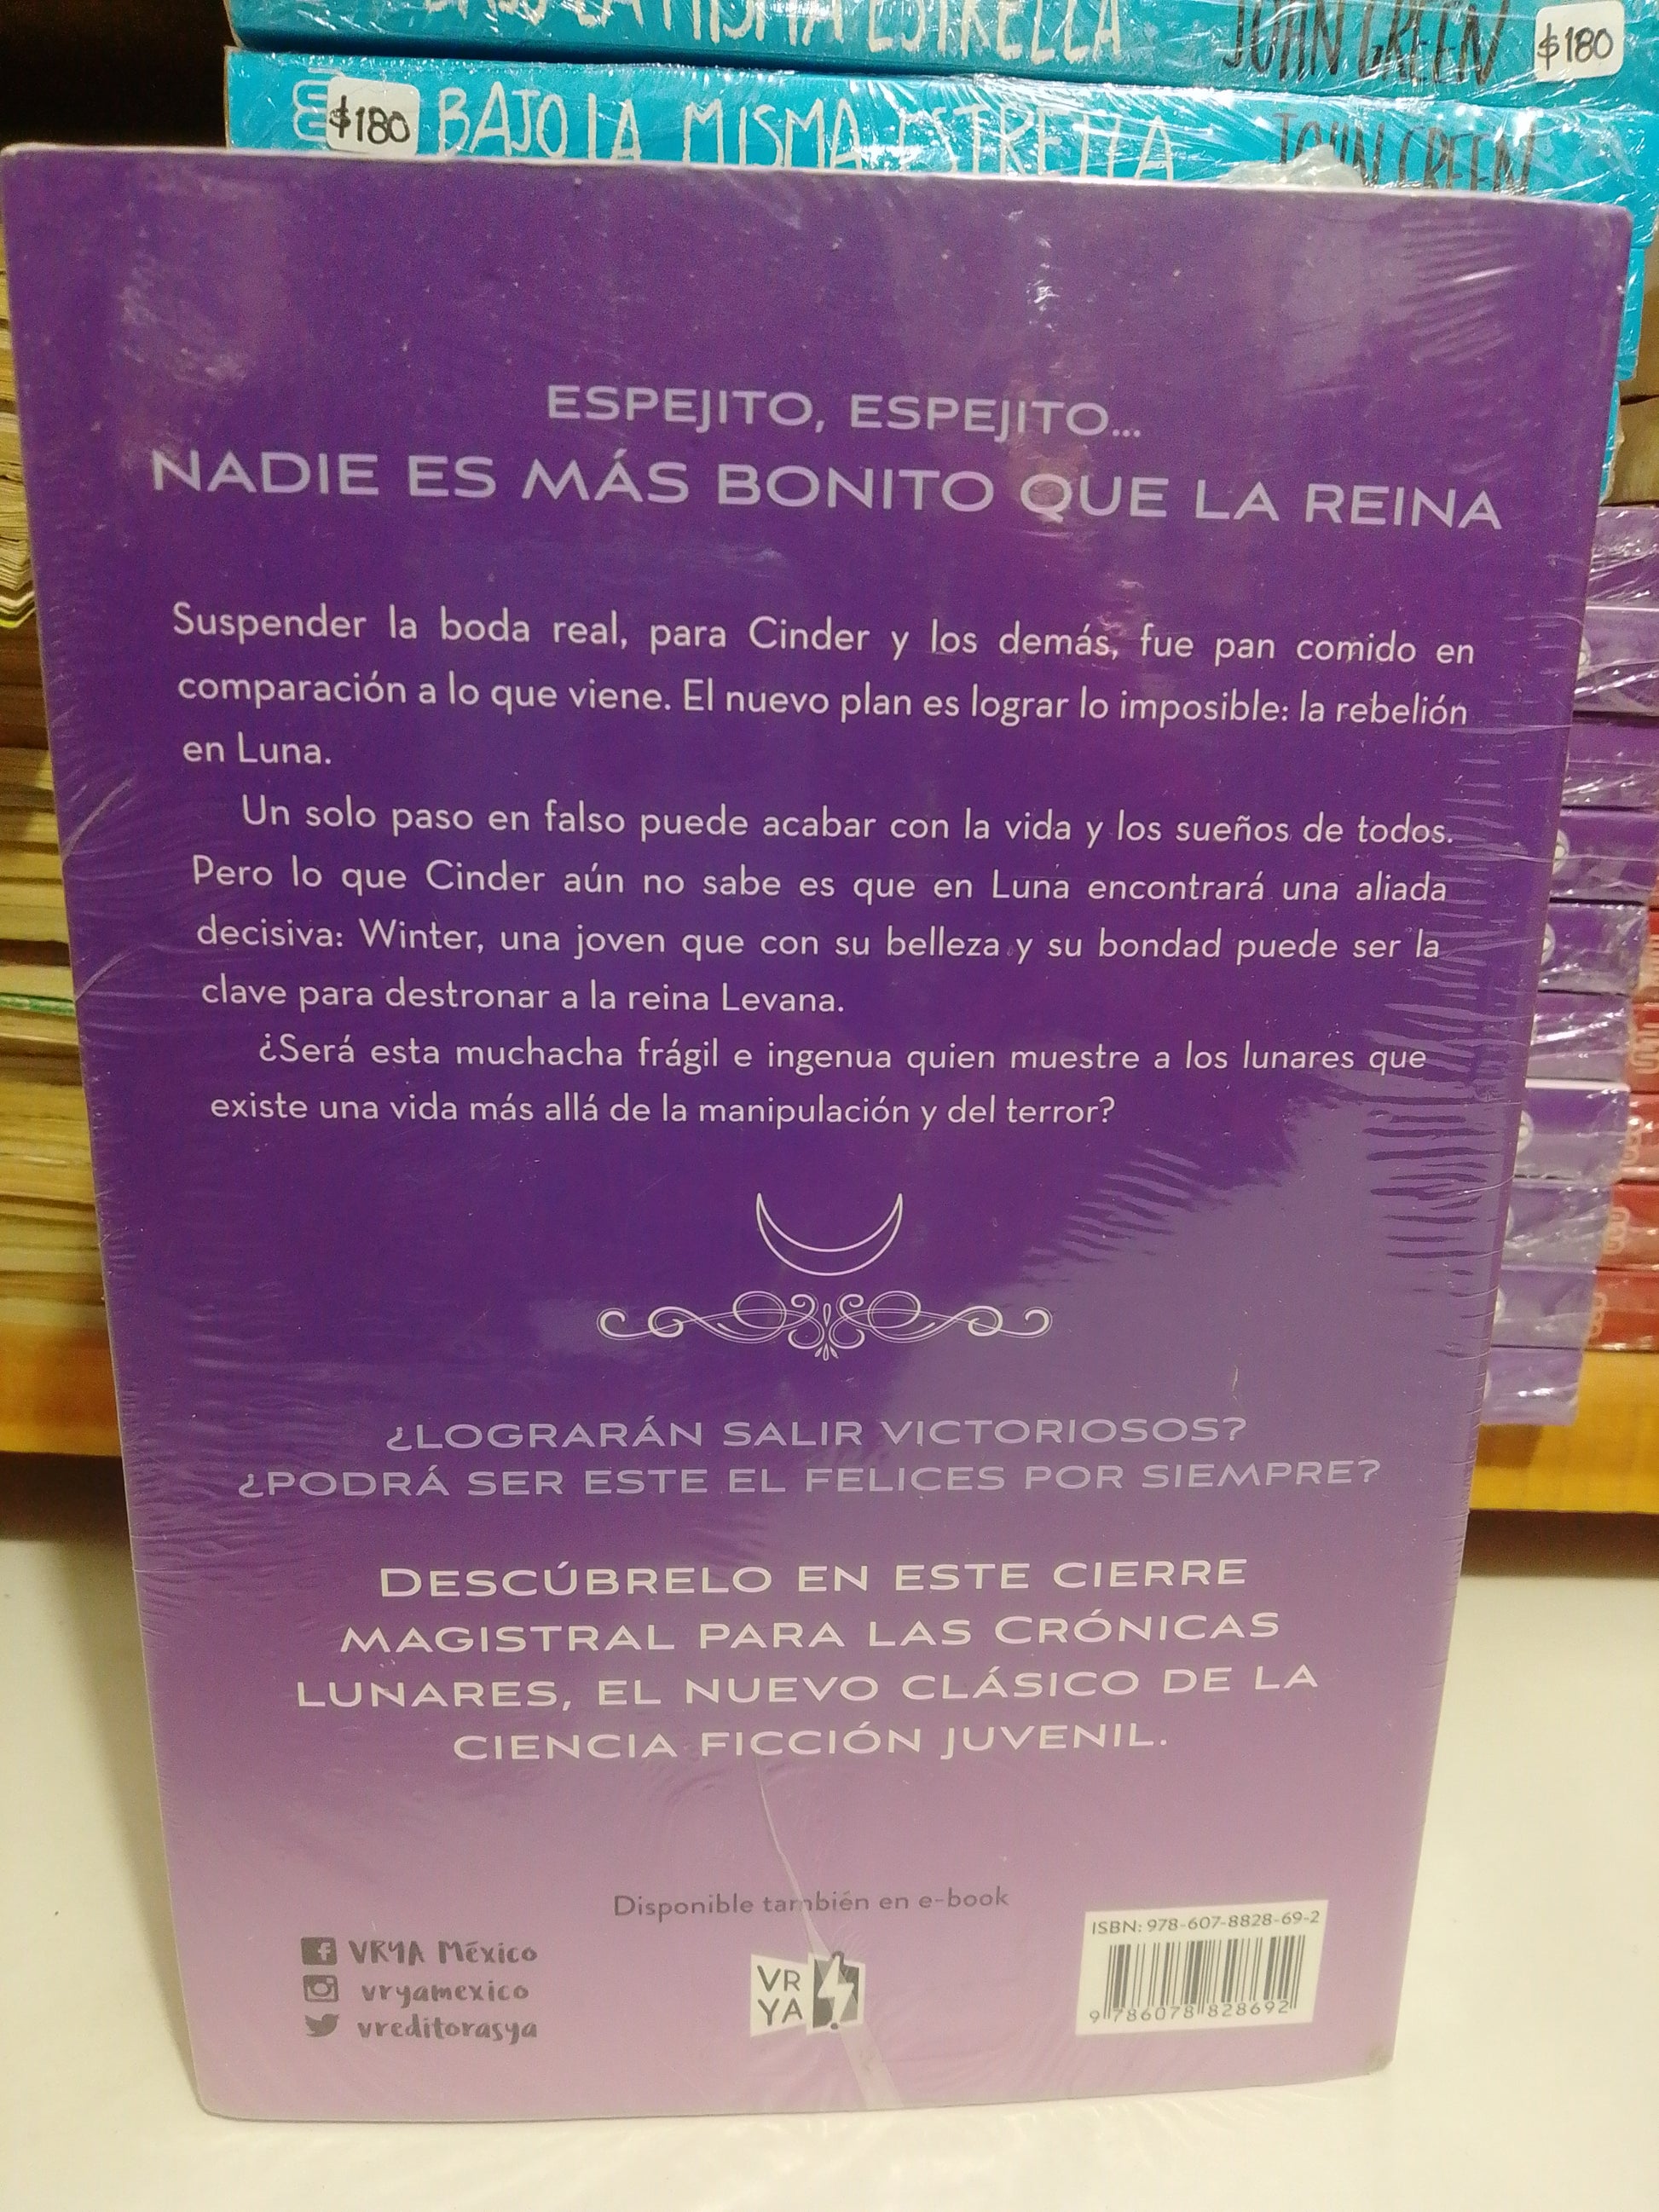 BAJO LA MISMA ESTRELLA JOHN GREEN $180
$180 BAJO LA MISMA ESTRELLA JOHN GREEN
ESPEJITO, ESPEJITO...
NADIE ES MÁS BONITO QUE LA REINA
Suspender la boda real, para Cinder y los demás, fue pan comido en
comparación a lo que viene. El nuevo plan es lograr lo imposible: la rebelión
en Luna.
Un solo paso en falso puede acabar con la vida y los sueños de todos.
Pero lo que Cinder aún no sabe es que en Luna encontrará una aliada
decisiva: Winter, una joven que con su belleza y su bondad puede ser la
clave para destronar a la reina Levana.
¿Será esta muchacha frágil e ingenua quien muestre a los lunares que
existe una vida más allá de la manipulación y del terror?
¿LOGRARÁN SALIR VICTORIOSOS?
¿PODRÁ SER ESTE EL FELICES POR SIEMPRE?
DESCÚBRELO EN ESTE CIERRE
MAGISTRAL PARA LAS CRÓNICAS
LUNARES, EL NUEVO CLÁSICO DE LA
CIENCIA FICCIÓN JUVENIL.
Disponible también en e-book
VRYA México
vryamexico
vreditorasya
VR
YA
ISBN: 978-607-8828-69-2
9 786078 828692